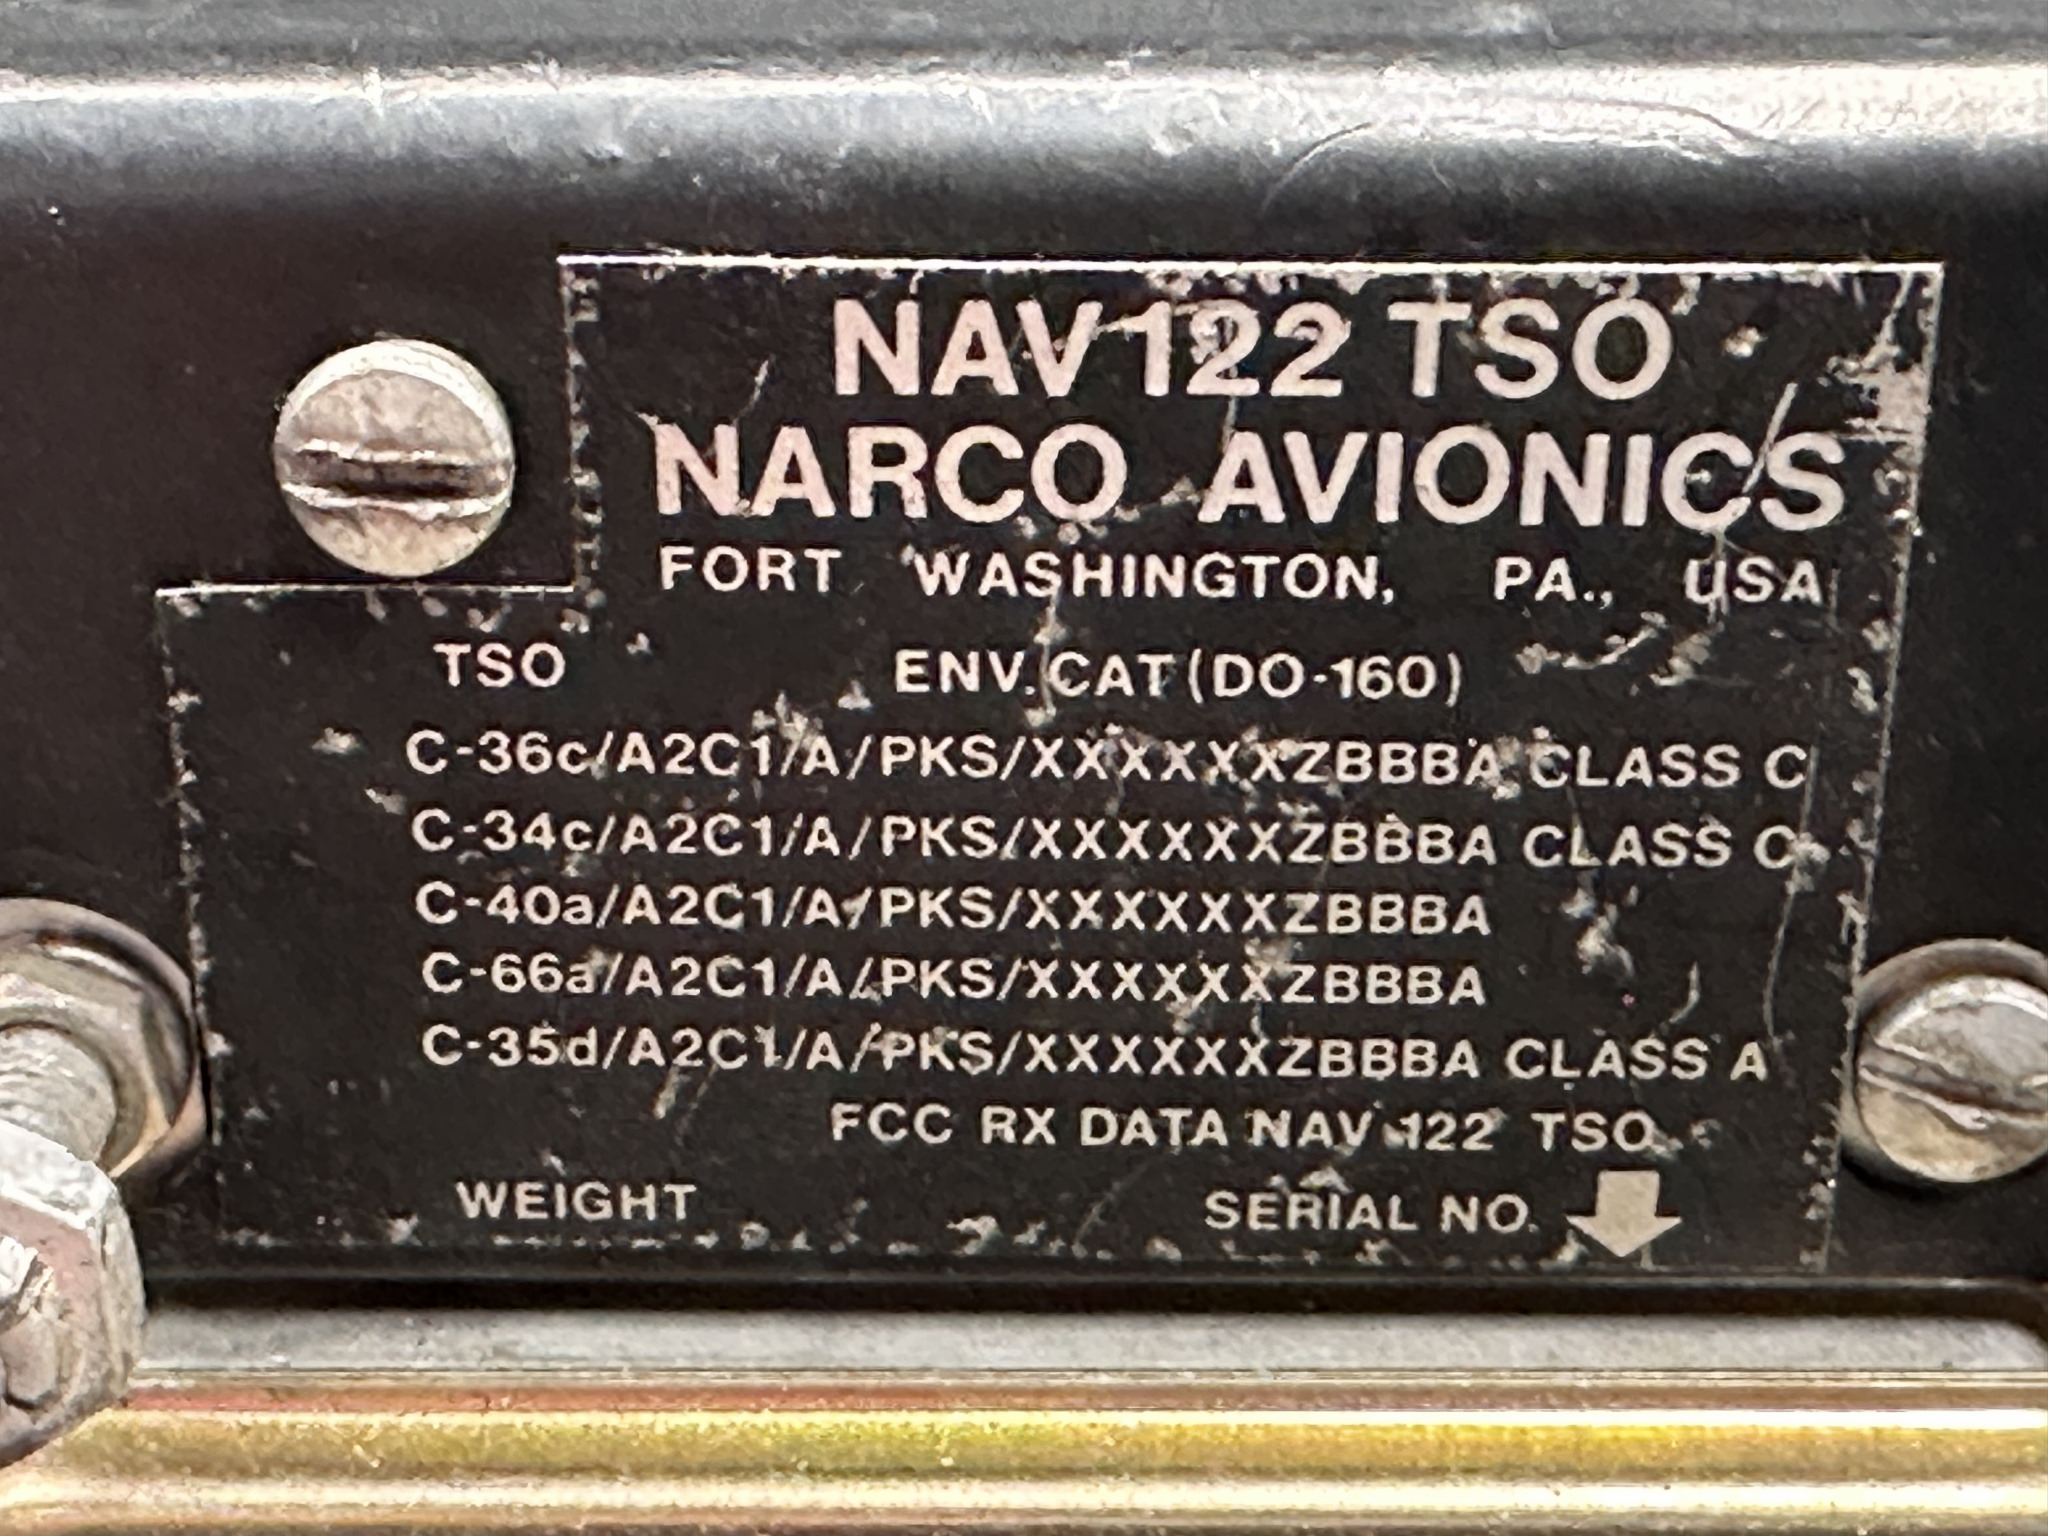 NAV 122 TSO
NARCO AVIONICS
FORT WASHINGTON, PA., USA
TSO ENV. CAT (DO-160)
C-36c/A2C1/A/PKS/XXXXXXZBBBA CLASS C
C-34c/A2C1/A/PKS/XXXXXXZBBBA CLASS C
C-40a/A2C1/A/PKS/XXXXXXZBBBA
C-66a/A2C1/A/PKS/XXXXXXZBBBA
C-35d/A2C1/A/PKS/XXXXXXZBBBA CLASS A
FCC RX DATA NAV 122 TSO
WEIGHT SERIAL NO.